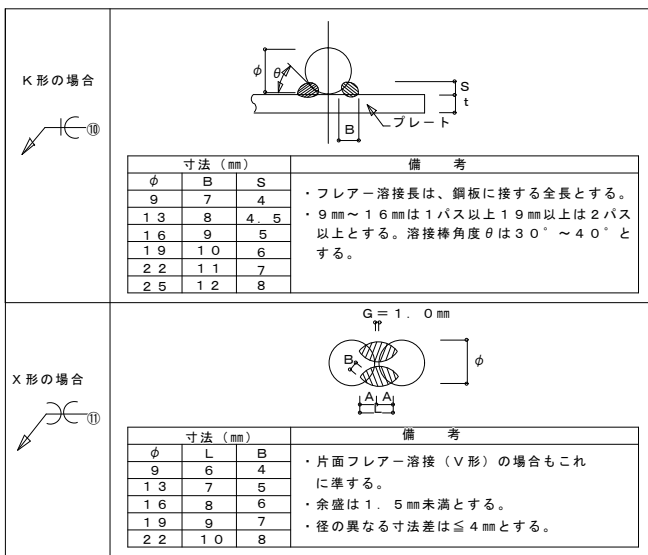 K形の場合
⑩
φ
θ
S
t
B
プレート
寸法（㎜） 備 考
φ B S
9 7 4
13 8 4．5
16 9 5
19 10 6
22 11 7
25 12 8
・フレアー溶接長は、鋼板に接する全長とする。
・9㎜～16㎜は1パス以上19㎜以上は2パス
以上とする。溶接棒角度θは30°～40°と
する。
X形の場合
⑪
G＝1．0㎜
B
φ
A A
L
寸法（㎜） 備 考
φ L B
9 6 4
13 7 5
16 8 6
19 9 7
22 10 8
・片面フレアー溶接（V形）の場合もこれ
に準する。
・余盛は1．5㎜未満とする。
・径の異なる寸法差は≦4㎜とする。